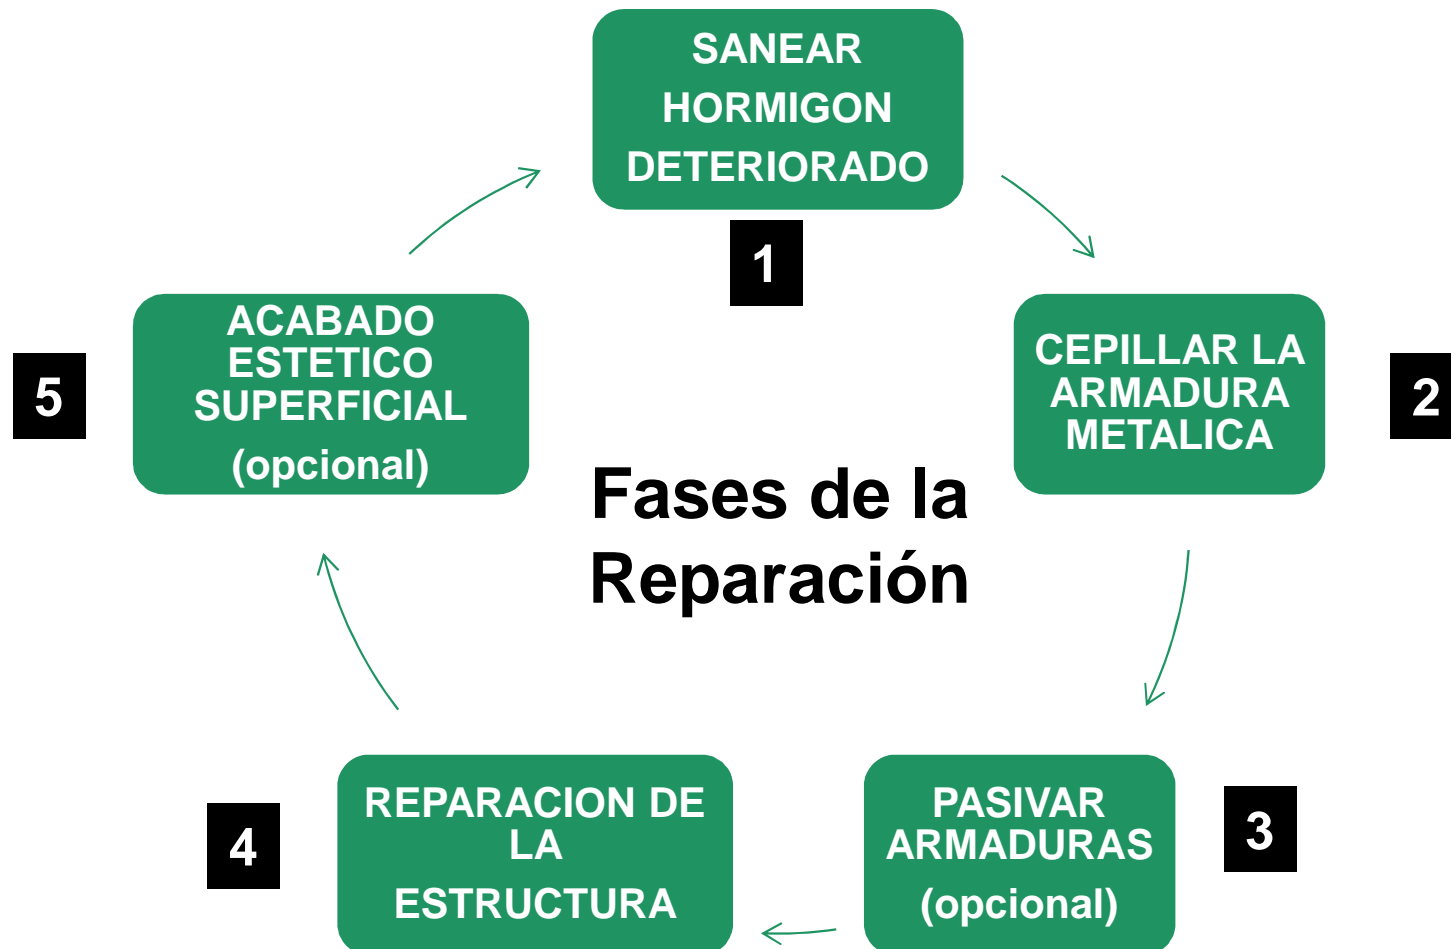 SANEAR
HORMIGON
DETERIORADO
1
CEPILLAR LA
ARMADURA
METALICA
2
PASIVAR
ARMADURAS
(opcional)
3
REPARACION DE
LA
ESTRUCTURA
4
ACABADO
ESTETICO
SUPERFICIAL
(opcional)
5
Fases de la
Reparación